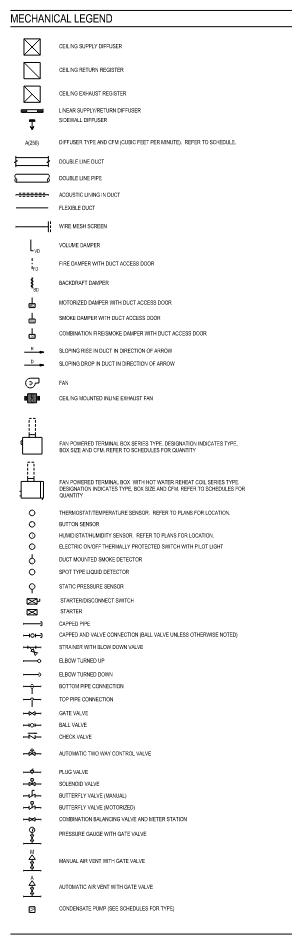 MECHANICAL LEGEND
CEILING SUPPLY DIFFUSER
CEILING RETURN REGISTER
CEILING EXHAUST REGISTER
LINEAR SUPPLY/RETURN DIFFUSER
SIDEWALL DIFFUSER
A(250) DIFFUSER TYPE AND CFM (CUBIC FEET PER MINUTE). REFER TO SCHEDULE.
DOUBLE LINE DUCT
DOUBLE LINE PIPE
ACOUSTIC LINING IN DUCT
FLEXIBLE DUCT
WIRE MESH SCREEN
VD VOLUME DAMPER
FD FIRE DAMPER WITH DUCT ACCESS DOOR
BD BACKDRAFT DAMPER
MOTORIZED DAMPER WITH DUCT ACCESS DOOR
SMOKE DAMPER WITH DUCT ACCESS DOOR
COMBINATION FIRE/SMOKE DAMPER WITH DUCT ACCESS DOOR
R SLOPING RISE IN DUCT IN DIRECTION OF ARROW
D SLOPING DROP IN DUCT IN DIRECTION OF ARROW
FAN
CEILING MOUNTED INLINE EXHAUST FAN
FAN POWERED TERMINAL BOX SERIES TYPE. DESIGNATION INDICATES TYPE,
BOX SIZE AND CFM. REFER TO SCHEDULES FOR QUANTITY
FAN POWERED TERMINAL BOX WITH HOT WATER REHEAT COIL SERIES TYPE.
DESIGNATION INDICATES TYPE, BOX SIZE AND CFM. REFER TO SCHEDULES FOR
QUANTITY
THERMOSTAT/TEMPERATURE SENSOR. REFER TO PLANS FOR LOCATION.
BUTTON SENSOR
HUMIDISTAT/HUMIDITY SENSOR. REFER TO PLANS FOR LOCATION.
ELECTRIC ON/OFF THERMALLY PROTECTED SWITCH WITH PILOT LIGHT
DUCT MOUNTED SMOKE DETECTOR
SPOT TYPE LIQUID DETECTOR
STATIC PRESSURE SENSOR
STARTER/DISCONNECT SWITCH
STARTER
CAPPED PIPE
CAPPED AND VALVE CONNECTION (BALL VALVE UNLESS OTHERWISE NOTED)
STRAINER WITH BLOW DOWN VALVE
ELBOW TURNED UP
ELBOW TURNED DOWN
BOTTOM PIPE CONNECTION
TOP PIPE CONNECTION
GATE VALVE
BALL VALVE
CHECK VALVE
AUTOMATIC TWO WAY CONTROL VALVE
PLUG VALVE
SOLENOID VALVE
BUTTERFLY VALVE (MANUAL)
BUTTERFLY VALVE (MOTORIZED)
COMBINATION BALANCING VALVE AND METER STATION
PRESSURE GAUGE WITH GATE VALVE
M
MANUAL AIR VENT WITH GATE VALVE
A
AUTOMATIC AIR VENT WITH GATE VALVE
CONDENSATE PUMP (SEE SCHEDULES FOR TYPE)